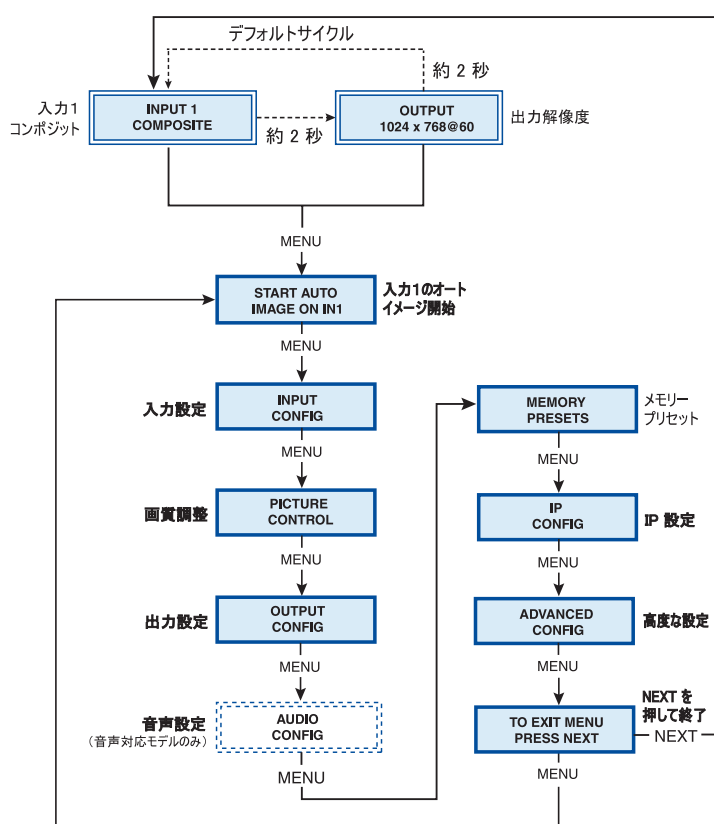 デフォルトサイクル
約 2 秒
入力1
コンポジット
INPUT 1
COMPOSITE
約 2 秒
OUTPUT
1024 x 768@60
出力解像度
MENU
START AUTO
IMAGE ON IN1
入力1のオート
イメージ開始
MENU
入力設定
INPUT
CONFIG
MENU
画質調整
PICTURE
CONTROL
MENU
出力設定
OUTPUT
CONFIG
MENU
音声設定
(音声対応モデルのみ)
AUDIO
CONFIG
MENU
MEMORY
PRESETS
メモリー
プリセット
MENU
IP
CONFIG
IP 設定
MENU
ADVANCED
CONFIG
高度な設定
MENU
TO EXIT MENU
PRESS NEXT
NEXT を
押して終了
NEXT
MENU